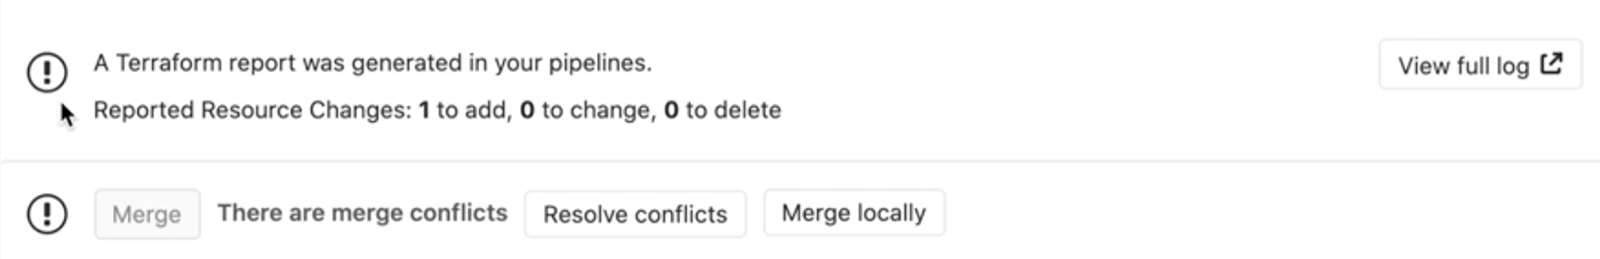 A Terraform report was generated in your pipelines.
View full log
Reported Resource Changes: 1 to add, 0 to change, 0 to delete
Merge There are merge conflicts Resolve conflicts Merge locally